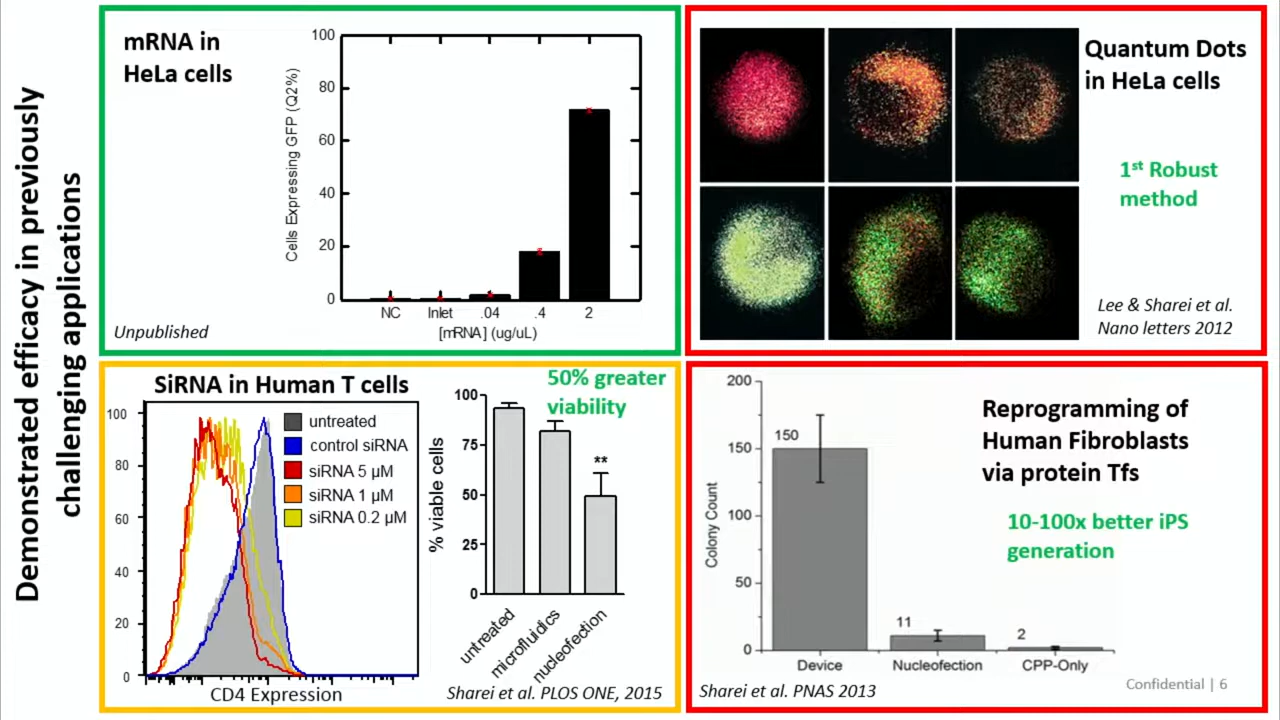 Demonstrated efficacy in previously
challenging applications
mRNA in
HeLa cells
Cells Expressing GFP (Q2%)
100
80
60
40
20
0
NC Inlet .04 .4 2
[mRNA] (ug/uL)
Unpublished
Quantum Dots
in HeLa cells
1st Robust
method
Lee & Sharei et al.
Nano letters 2012
SiRNA in Human T cells
100
80
60
40
20
0
untreated
control siRNA
siRNA 5 µM
siRNA 1 µM
siRNA 0.2 µM
CD4 Expression
50% greater
viability
% viable cells
100
75
50
25
0
**
untreated
microfluidics
nucleofection
Sharei et al. PLOS ONE, 2015
Colony Count
200
150
100
50
0
150
11
2
Device Nucleofection CPP-Only
Reprogramming of
Human Fibroblasts
via protein Tfs
10-100x better iPS
generation
Sharei et al. PNAS 2013
Confidential | 6